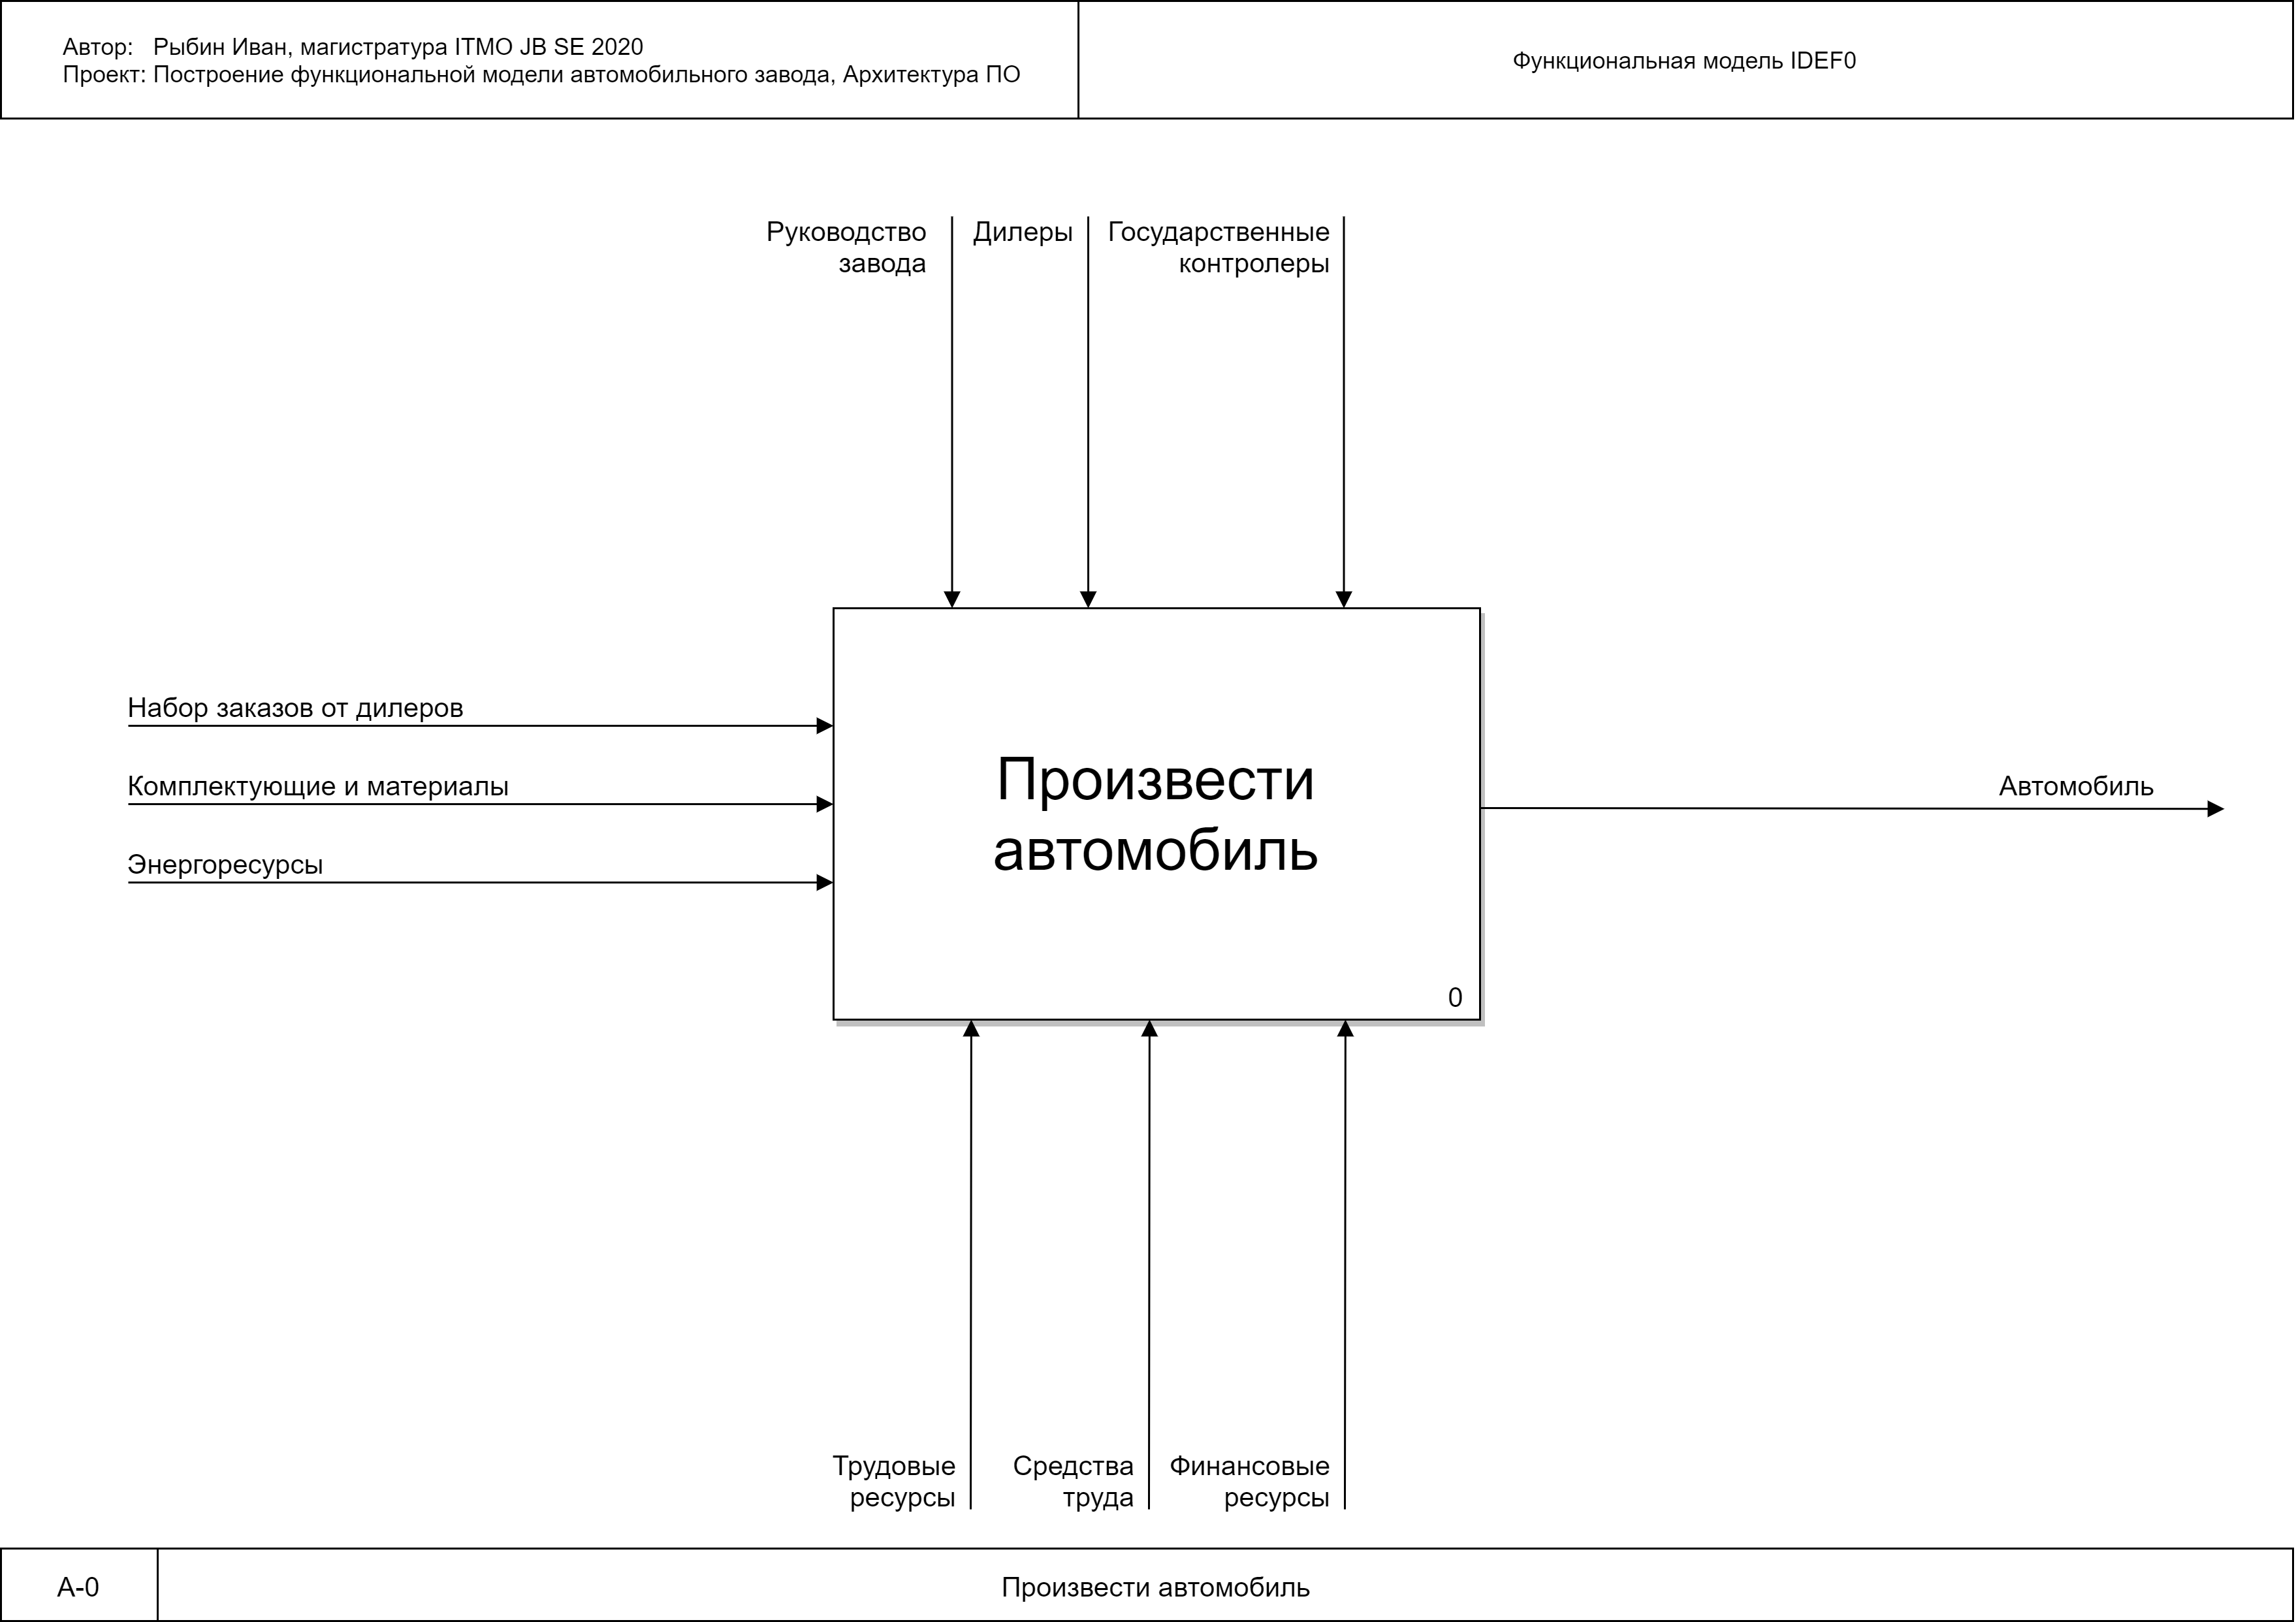 Автор: Рыбин Иван, магистратура ITMO JB SE 2020
Проект: Построение функциональной модели автомобильного завода, Архитектура ПО
Функциональная модель IDEF0
Руководство
завода
Дилеры
Государственные
контролеры
Набор заказов от дилеров
Комплектующие и материалы
Энергоресурсы
Произвести
автомобиль
0
Автомобиль
Трудовые
ресурсы
Средства
труда
Финансовые
ресурсы
А-0
Произвести автомобиль